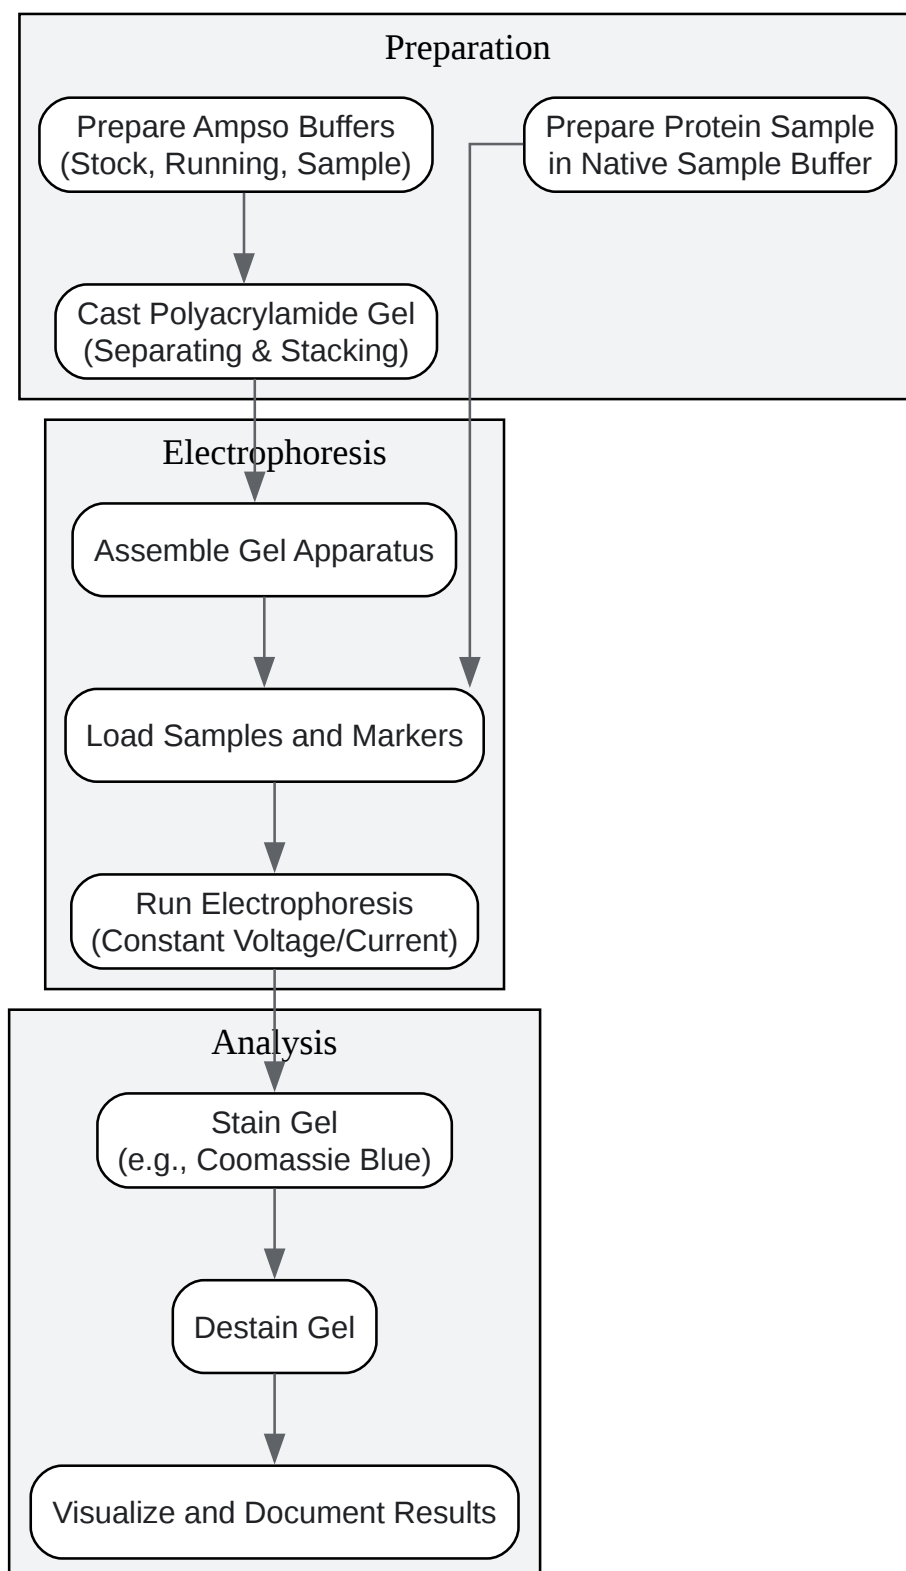 Preparation
Prepare Ampso Buffers
(Stock, Running, Sample)
Prepare Protein Sample
in Native Sample Buffer
Cast Polyacrylamide Gel
(Separating & Stacking)
Electrophoresis
Assemble Gel Apparatus
Load Samples and Markers
Run Electrophoresis
(Constant Voltage/Current)
Analysis
Stain Gel
(e.g., Coomassie Blue)
Destain Gel
Visualize and Document Results